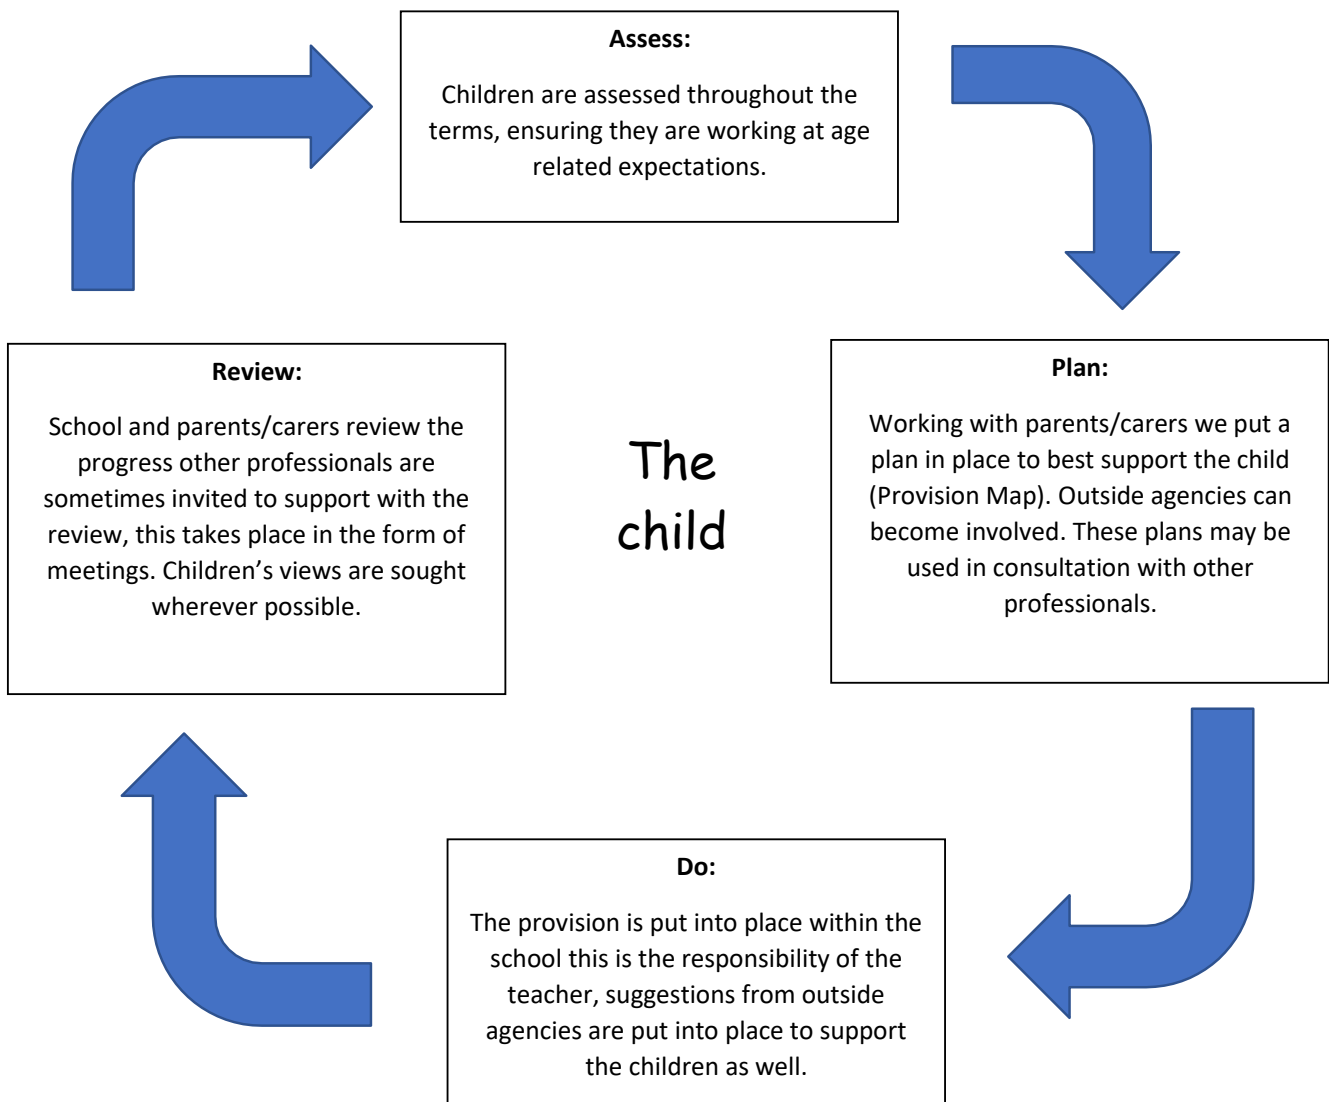 Assess:
Children are assessed throughout the
terms, ensuring they are working at age
related expectations.
Plan:
Working with parents/carers we put a
plan in place to best support the child
(Provision Map). Outside agencies can
become involved. These plans may be
used in consultation with other
professionals.
Do:
The provision is put into place within the
school this is the responsibility of the
teacher, suggestions from outside
agencies are put into place to support
the children as well.
Review:
School and parents/carers review the
progress other professionals are
sometimes invited to support with the
review, this takes place in the form of
meetings. Children’s views are sought
wherever possible.
The
child